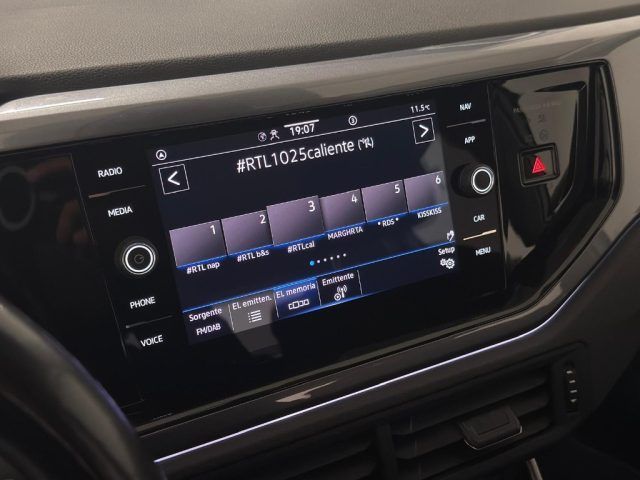 11.5°C
19:07
3
#RTL1025caliente
1 2 3 4 5 6
#RTL nap #RTL b&s #RTLcal MARGHRTA * RDS * KISSKISS
Setup
Sorgente El emitten. El memoria Emittente
FM/DAB
RADIO
MEDIA
PHONE
VOICE
NAV
APP
CAR
MENU